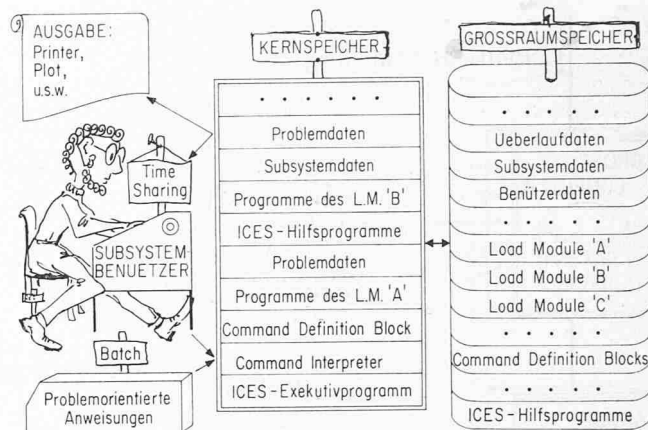 AUSGABE:
Printer,
Plot,
u.s.w.
Time
Sharing
SUBSYSTEM-
BENUETZER
Batch
Problemorientierte
Anweisungen
KERNSPEICHER
. . . . . .
Problemdaten
Subsystemdaten
Programme des L.M. 'B'
ICES-Hilfsprogramme
Problemdaten
Programme des L.M. 'A'
Command Definition Block
Command Interpreter
ICES-Exekutivprogramm
GROSSRAUMSPEICHER
. . . . .
Ueberlaufdaten
Subsystemdaten
Benützerdaten
. . . . .
Load Module 'A'
Load Module 'B'
Load Module 'C'
. . . . .
Command Definition Blocks
. . . . .
ICES-Hilfsprogramme